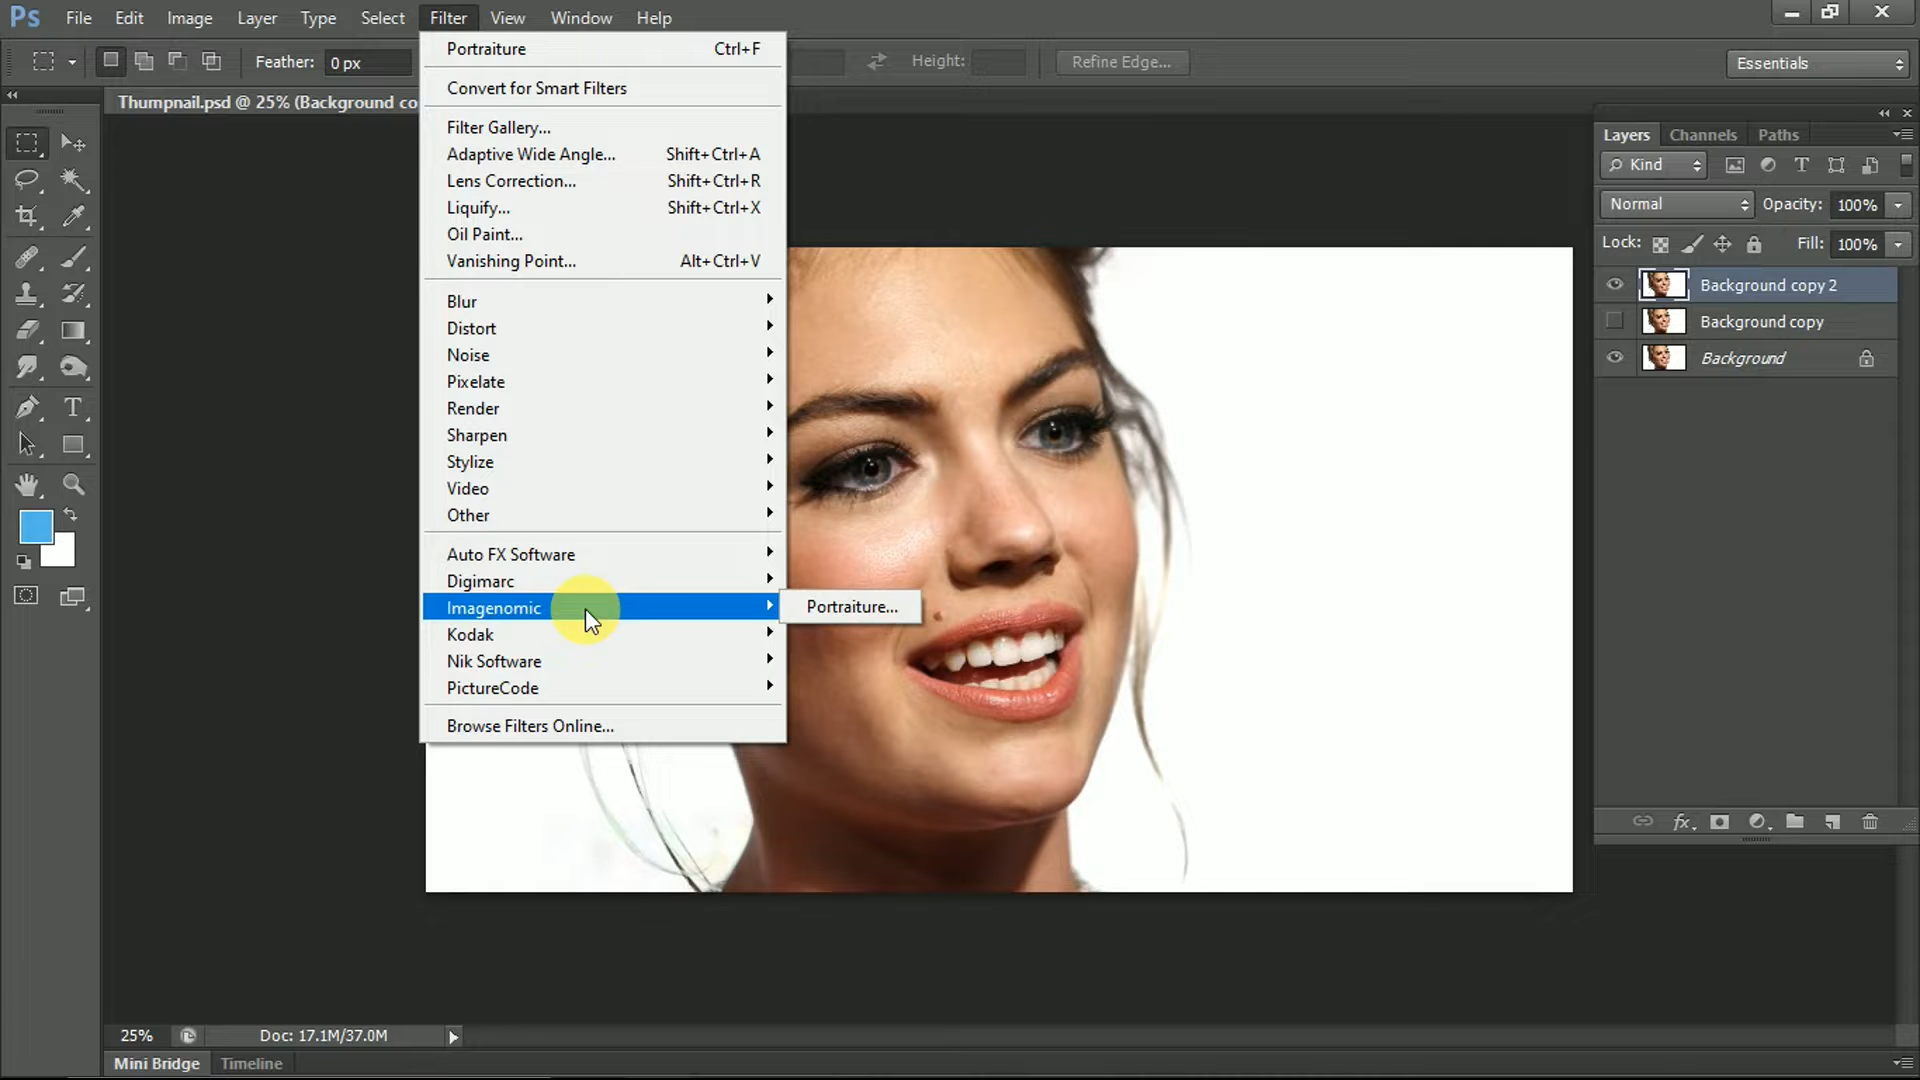 Ps File Edit Image Layer Type Select Filter View Window Help
Feather: 0 px Height: Refine Edge... Essentials
Thumpnail.psd @ 25% (Background co
Portraiture Ctrl+F
Convert for Smart Filters
Filter Gallery...
Adaptive Wide Angle... Shift+Ctrl+A
Lens Correction... Shift+Ctrl+R
Liquify... Shift+Ctrl+X
Oil Paint...
Vanishing Point... Alt+Ctrl+V
Blur
Distort
Noise
Pixelate
Render
Sharpen
Stylize
Video
Other
Auto FX Software
Digimarc
Imagenomic
Portraiture...
Kodak
Nik Software
PictureCode
Browse Filters Online...
Layers Channels Paths
Kind
Normal Opacity: 100%
Lock: Fill: 100%
Background copy 2
Background copy
Background
fx
25% Doc: 17.1M/37.0M
Mini Bridge Timeline